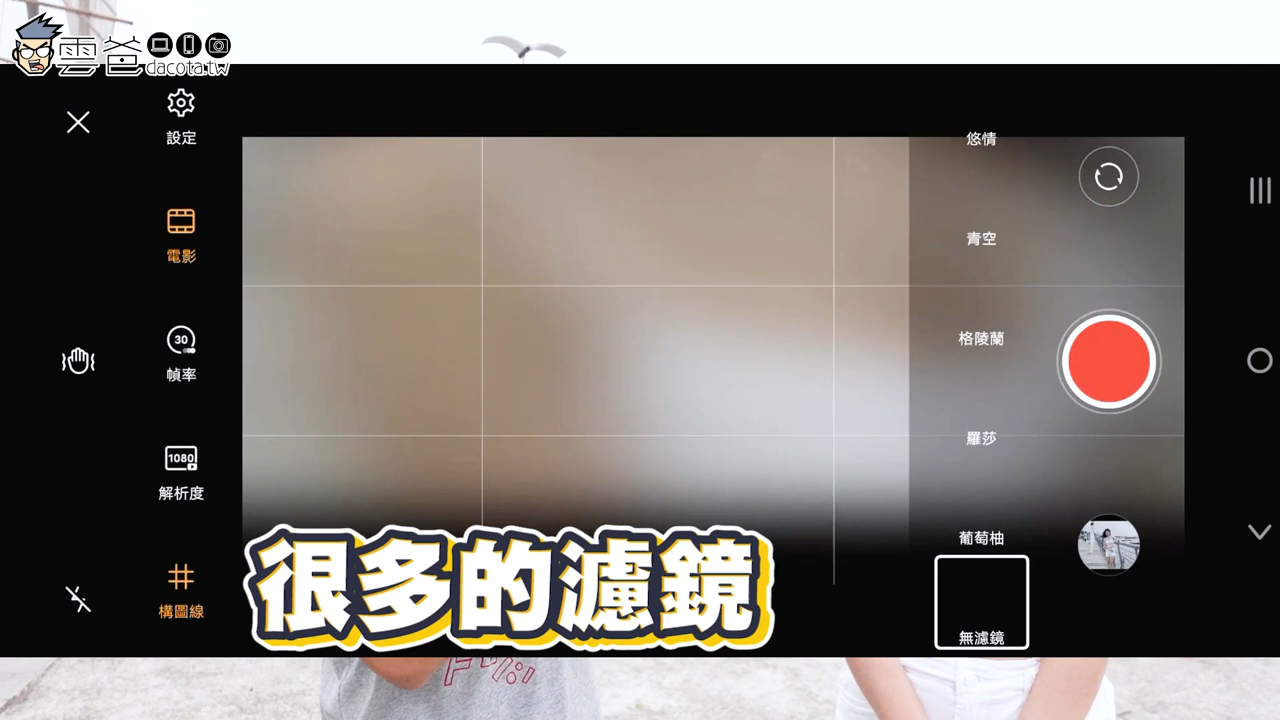 雲爸
dacota.tw
設定
電影
30
幀率
1080
解析度
構圖線
悠情
青空
格陵蘭
羅莎
葡萄柚
無濾鏡
很多的濾鏡